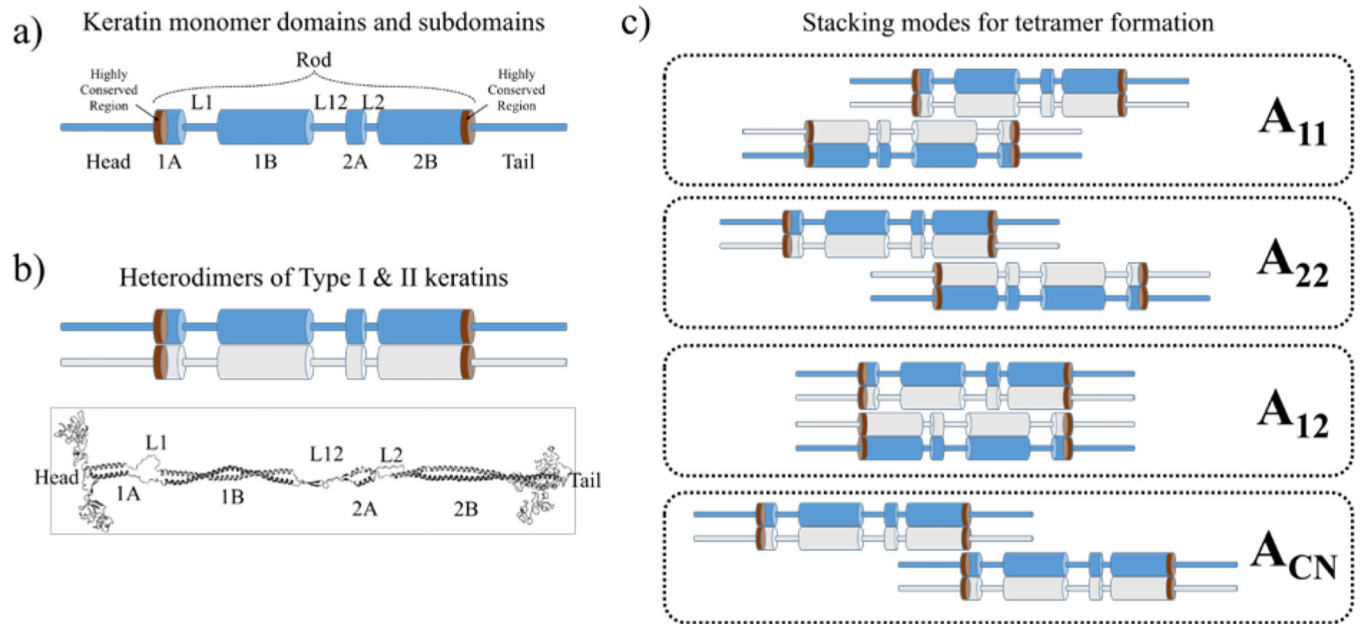 a)
Keratin monomer domains and subdomains
Rod
Highly
Conserved
Region
L1
L12
L2
Highly
Conserved
Region
Head
1A
1B
2A
2B
Tail
b)
Heterodimers of Type I & II keratins
Head
L1
L12
L2
Tail
1A
1B
2A
2B
c)
Stacking modes for tetramer formation
A11
A22
A12
ACN